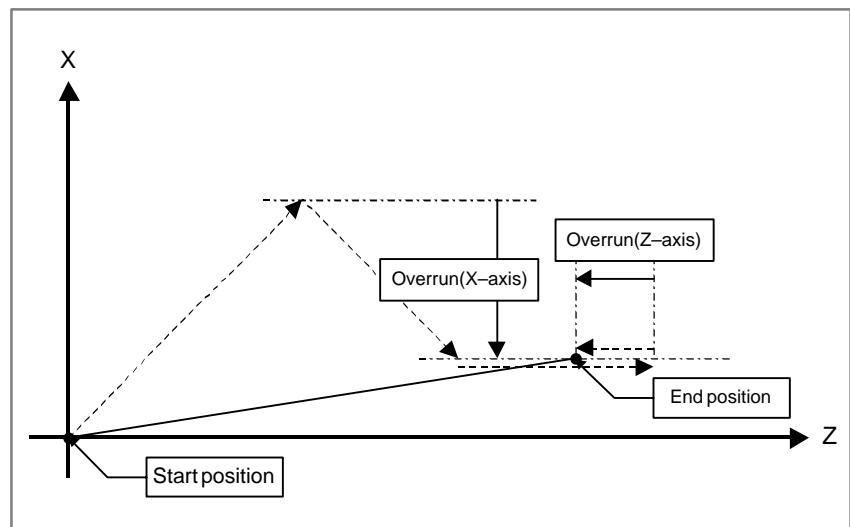 X
Overrun(Z–axis)
Overrun(X–axis)
End position
Z
Start position